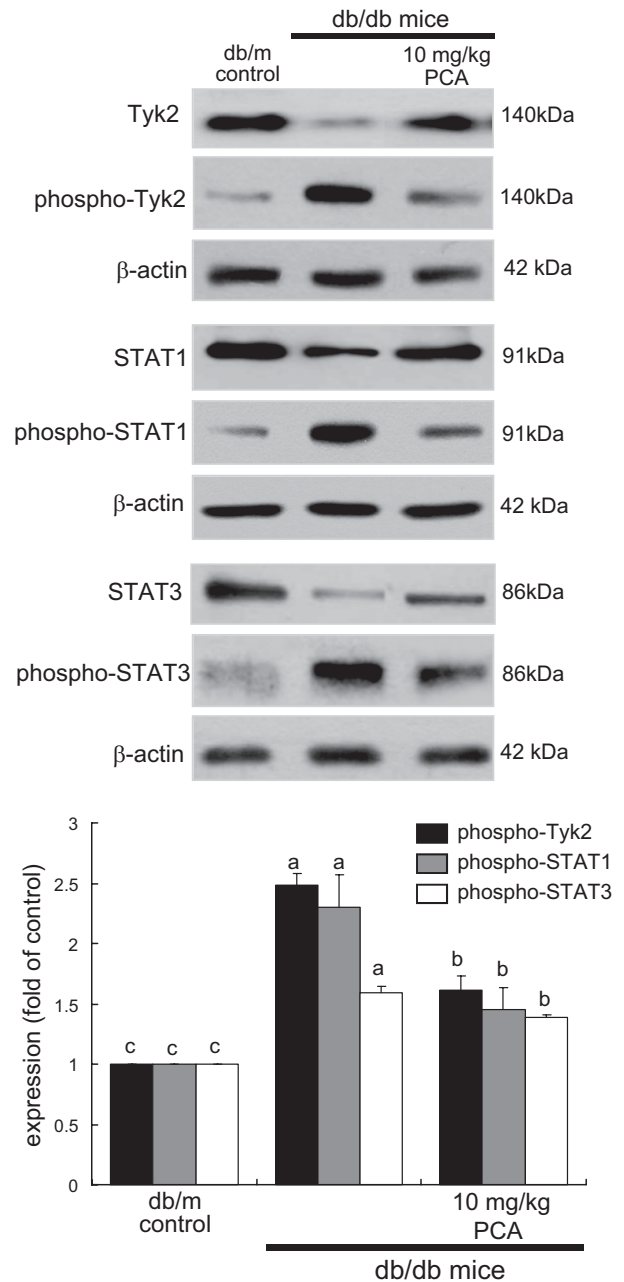 db/db mice
db/m
control
10 mg/kg
PCA
Tyk2
140kDa
phospho-Tyk2
140kDa
β-actin
42 kDa
STAT1
91kDa
phospho-STAT1
91kDa
β-actin
42 kDa
STAT3
86kDa
phospho-STAT3
86kDa
β-actin
42 kDa
expression (fold of control)
3
2.5
2
1.5
1
0.5
0
phospho-Tyk2
phospho-STAT1
phospho-STAT3
c c c
a a a
b b b
db/m
control
10 mg/kg
PCA
db/db mice